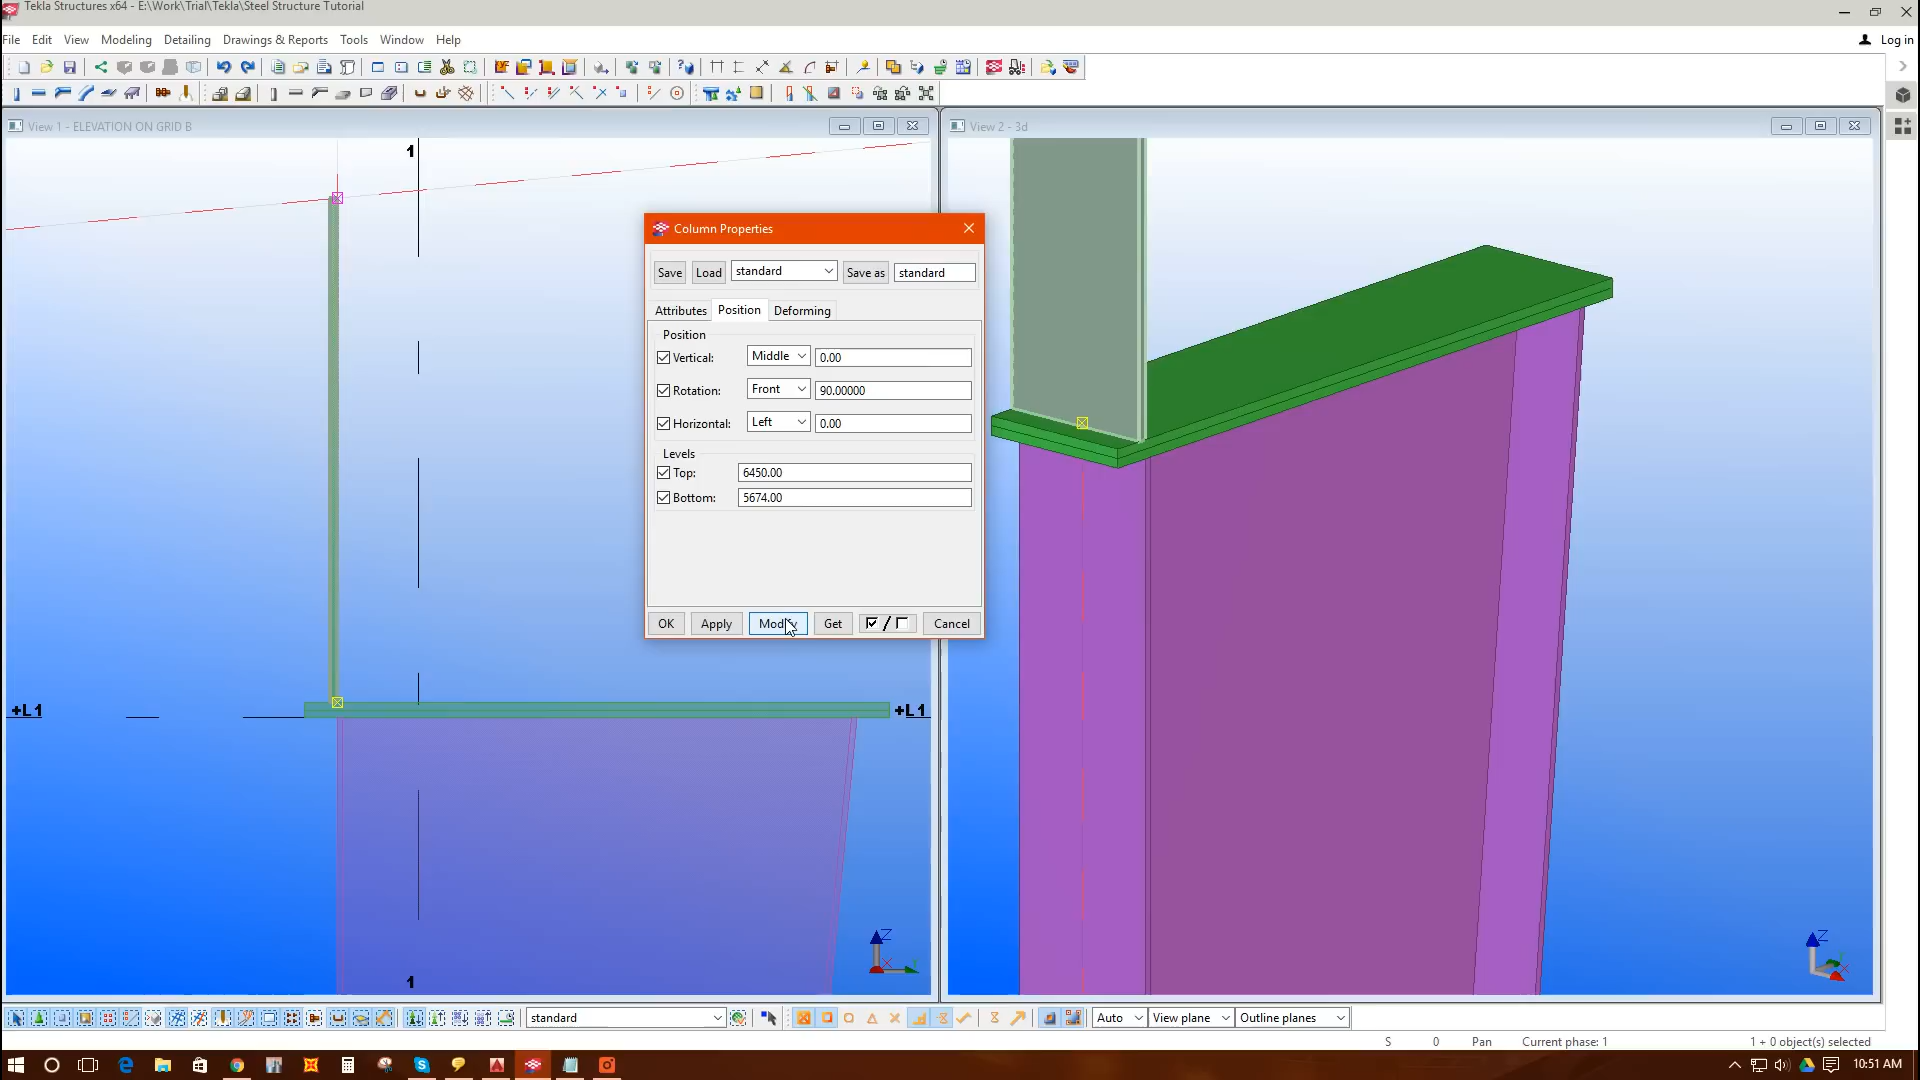 Tekla Structures x64 - E:\Work\Trial\Tekla\Steel Structure Tutorial
File Edit View Modeling Detailing Drawings & Reports Tools Window Help
Log in
View 1 - ELEVATION ON GRID B
View 2 - 3d
1
Column Properties
Save Load standard Save as standard
Attributes Position Deforming
Position
Vertical: Middle 0.00
Rotation: Front 90.00000
Horizontal: Left 0.00
Levels
Top: 6450.00
Bottom: 5674.00
OK Apply Modify Get / Cancel
+L1 +L1
Z
X
Z
X
1
standard
Auto View plane Outline planes
S 0 Pan Current phase: 1 1 + 0 object(s) selected
10:51 AM